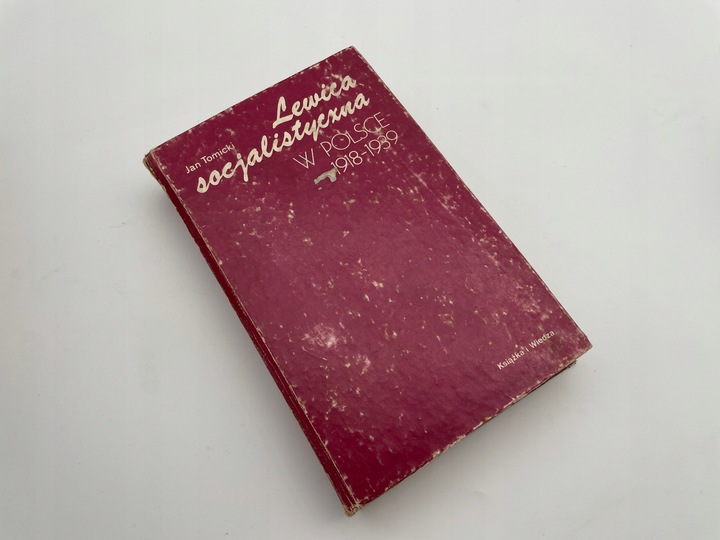 Jan Tomicki
Lewica
socjalistyczna
W POLSCE
1918-1939
Książka i Wiedza